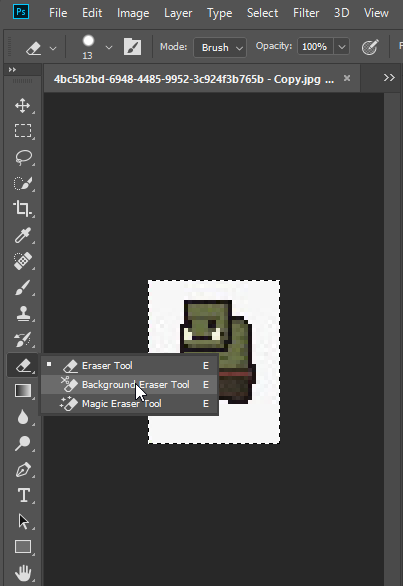 Ps File Edit Image Layer Type Select Filter 3D View
13 Mode: Brush Opacity: 100% F
4bc5b2bd-6948-4485-9952-3c924f3b765b - Copy.jpg ... ×
Eraser Tool E
Background Eraser Tool E
Magic Eraser Tool E
T